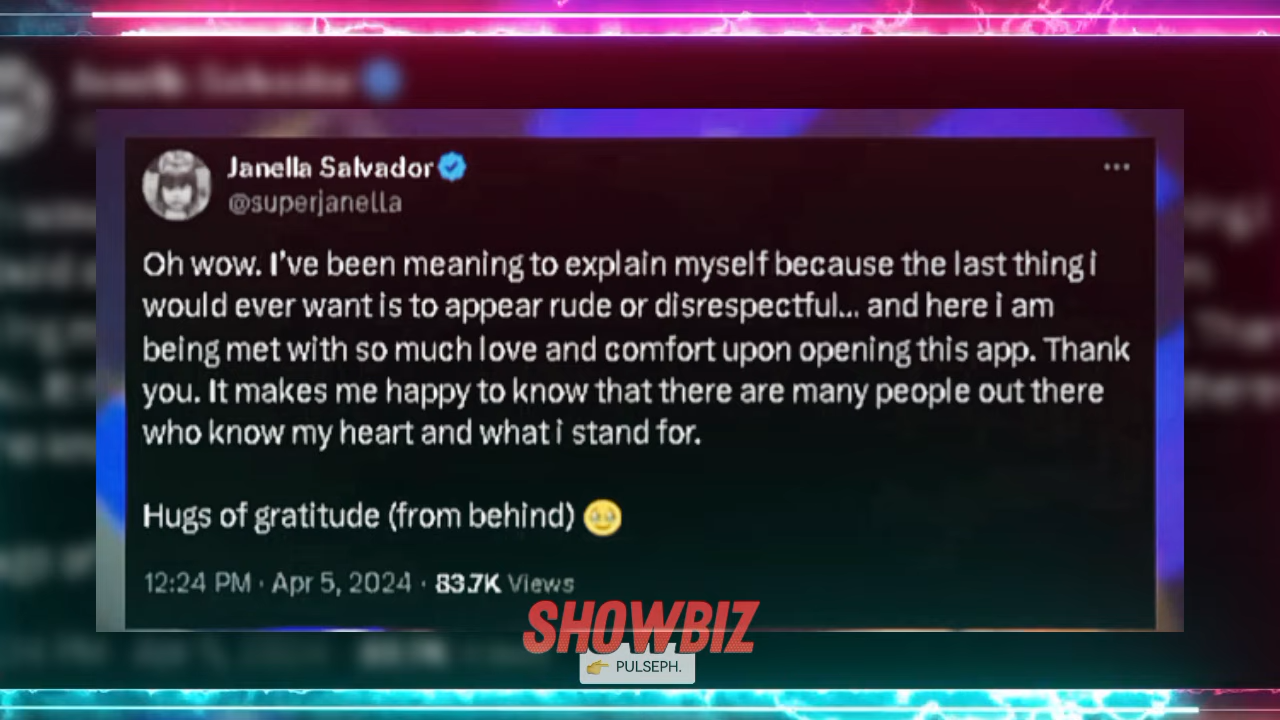 Janella Salvador
@superjanella
Oh wow. I've been meaning to explain myself because the last thing i
would ever want is to appear rude or disrespectful... and here i am
being met with so much love and comfort upon opening this app. Thank
you. It makes me happy to know that there are many people out there
who know my heart and what i stand for.
Hugs of gratitude (from behind) 🥹
12:24 PM · Apr 5, 2024 · 83.7K Views
SHOWBIZ
👉 PULSEPH.